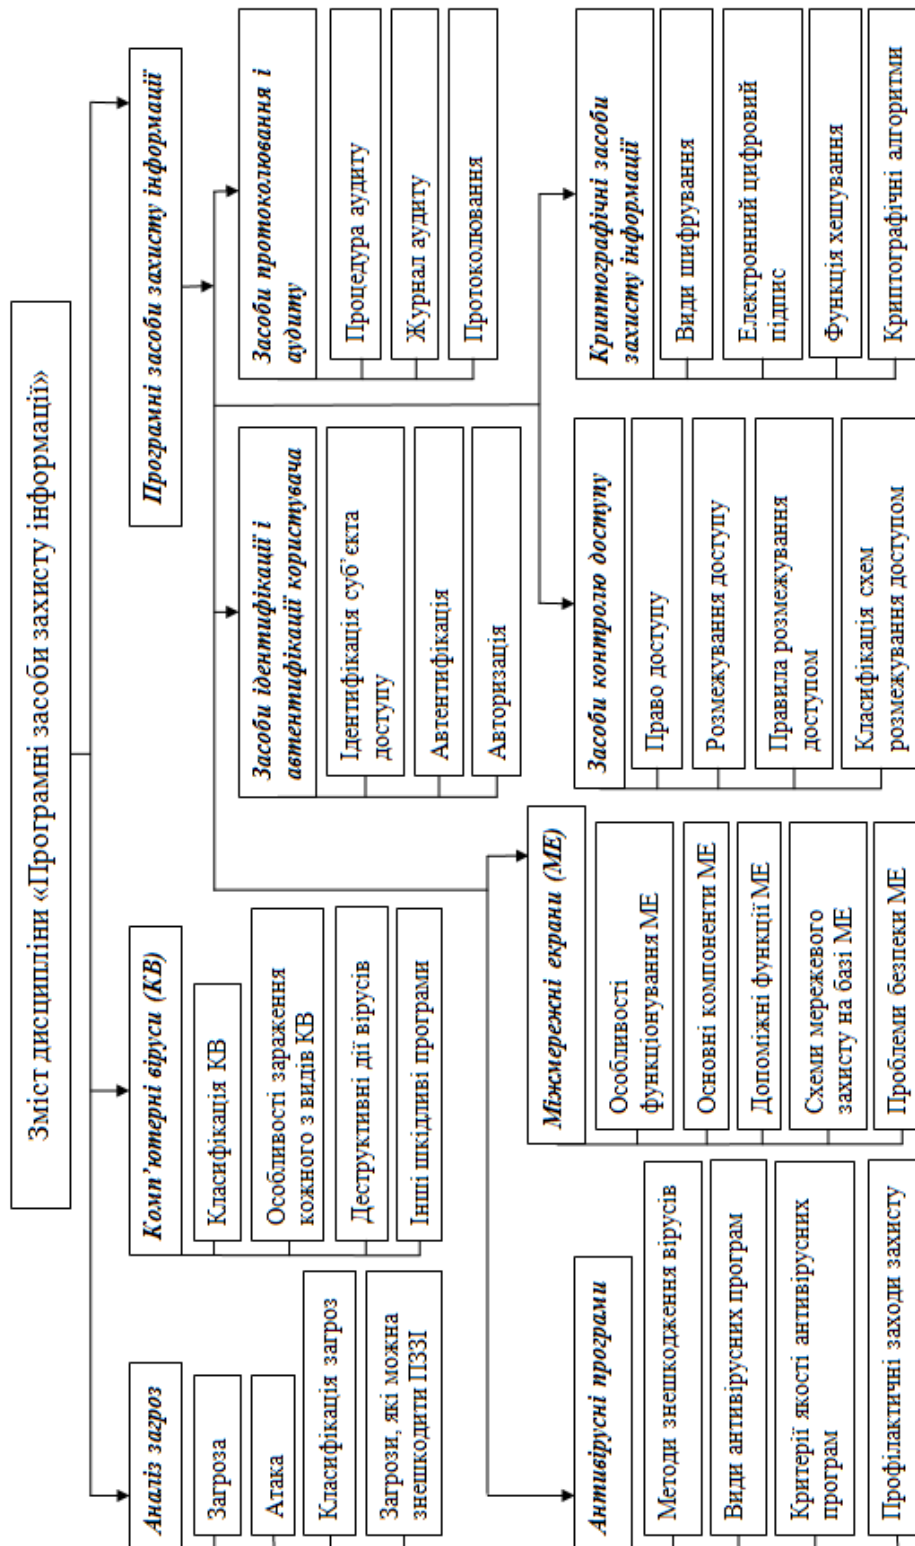 Зміст дисципліни «Програмні засоби захисту інформації»
Аналіз загроз
Загроза
Атака
Класифікація загроз
Загрози, які можна
знешкодити ПЗЗІ
Комп’ютерні віруси (КВ)
Класифікація КВ
Особливості зараження
кожного з видів КВ
Деструктивні дії вірусів
Інші шкідливі програми
Програмні засоби захисту інформації
Засоби ідентифікації і
автентифікації користувача
Ідентифікація суб’єкта
доступу
Автентифікація
Авторизація
Засоби протоколювання і
аудиту
Процедура аудиту
Журнал аудиту
Протоколювання
Антивірусні програми
Методи знешкодження вірусів
Види антивірусних програм
Критерії якості антивірусних
програм
Профілактичні заходи захисту
Міжмережні екрани (МЕ)
Особливості
функціонування МЕ
Основні компоненти МЕ
Допоміжні функції МЕ
Схеми мережевого
захисту на базі МЕ
Проблеми безпеки МЕ
Засоби контролю доступу
Право доступу
Розмежування доступу
Правила розмежування
доступом
Класифікація схем
розмежування доступом
Криптографічні засоби
захисту інформації
Види шифрування
Електронний цифровий
підпис
Функція хешування
Криптографічні алгоритми